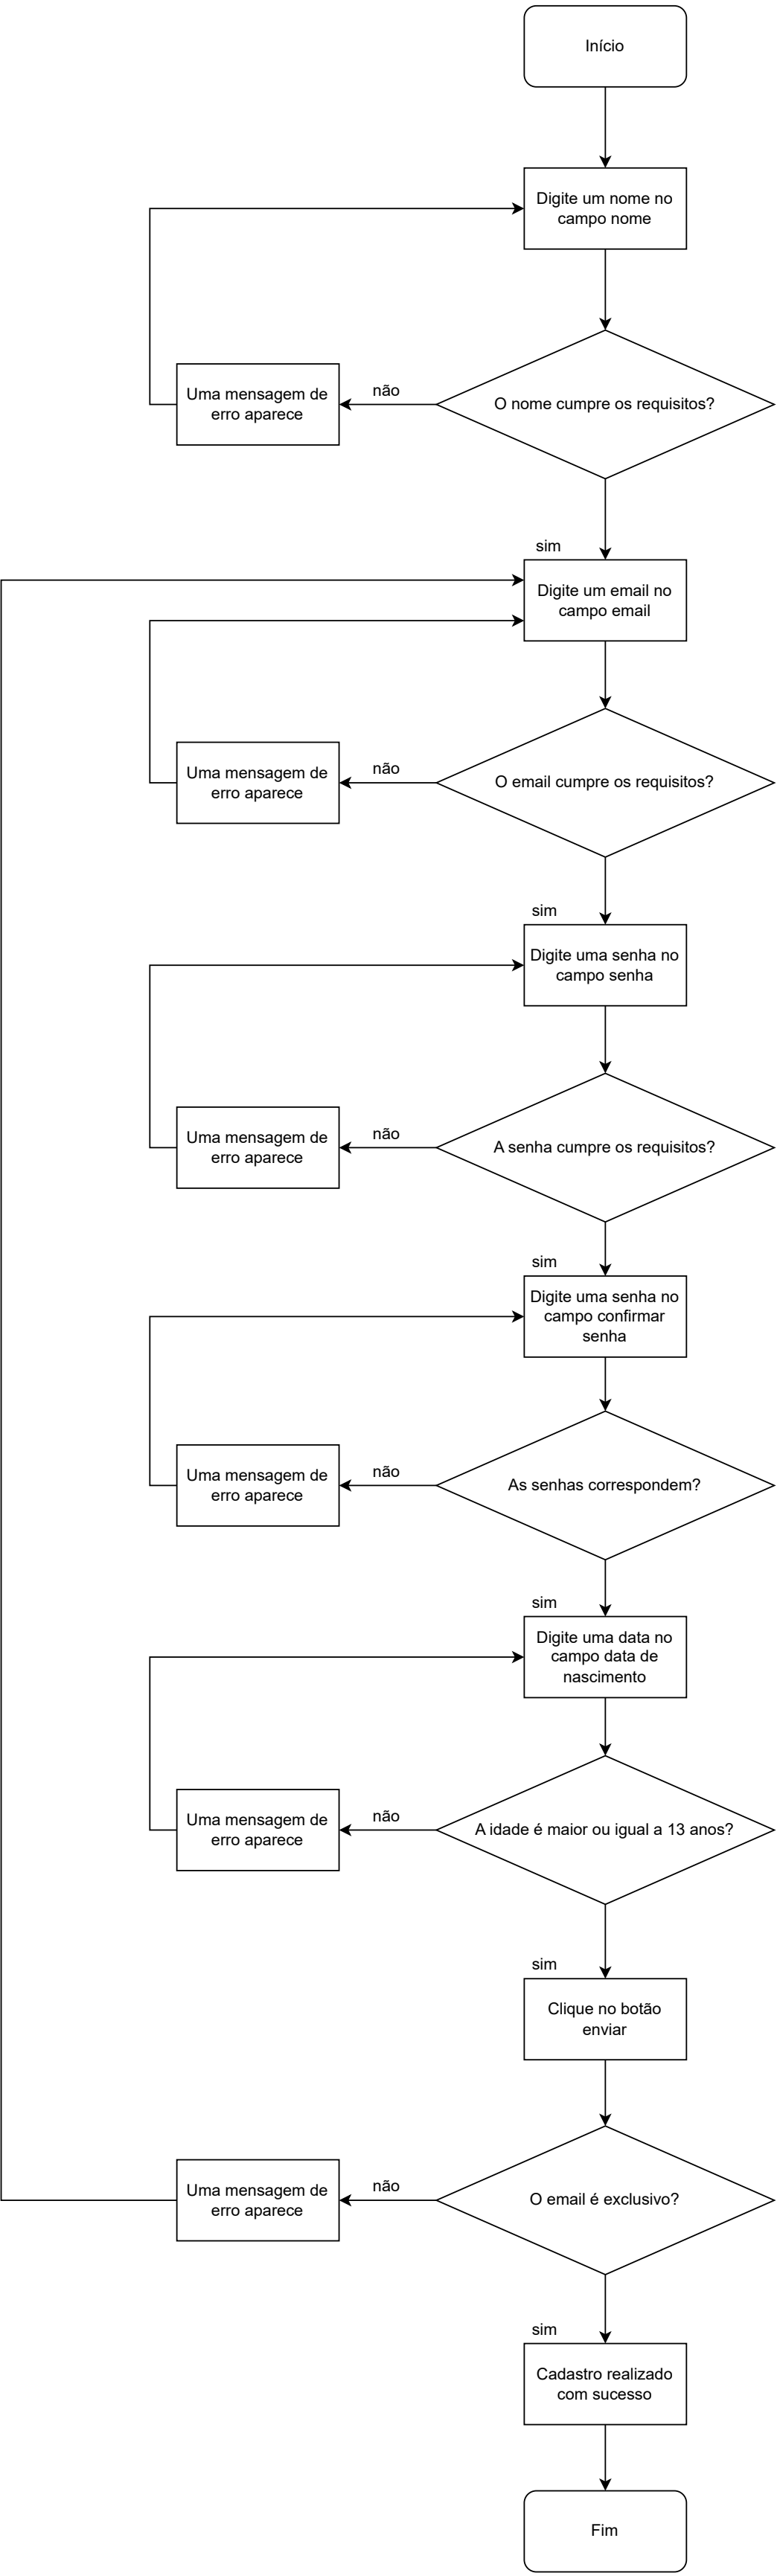 Início
Digite um nome no
campo nome
O nome cumpre os requisitos?
não
Uma mensagem de
erro aparece
sim
Digite um email no
campo email
O email cumpre os requisitos?
não
Uma mensagem de
erro aparece
sim
Digite uma senha no
campo senha
A senha cumpre os requisitos?
não
Uma mensagem de
erro aparece
sim
Digite uma senha no
campo confirmar
senha
As senhas correspondem?
não
Uma mensagem de
erro aparece
sim
Digite uma data no
campo data de
nascimento
A idade é maior ou igual a 13 anos?
não
Uma mensagem de
erro aparece
sim
Clique no botão
enviar
O email é exclusivo?
não
Uma mensagem de
erro aparece
sim
Cadastro realizado
com sucesso
Fim